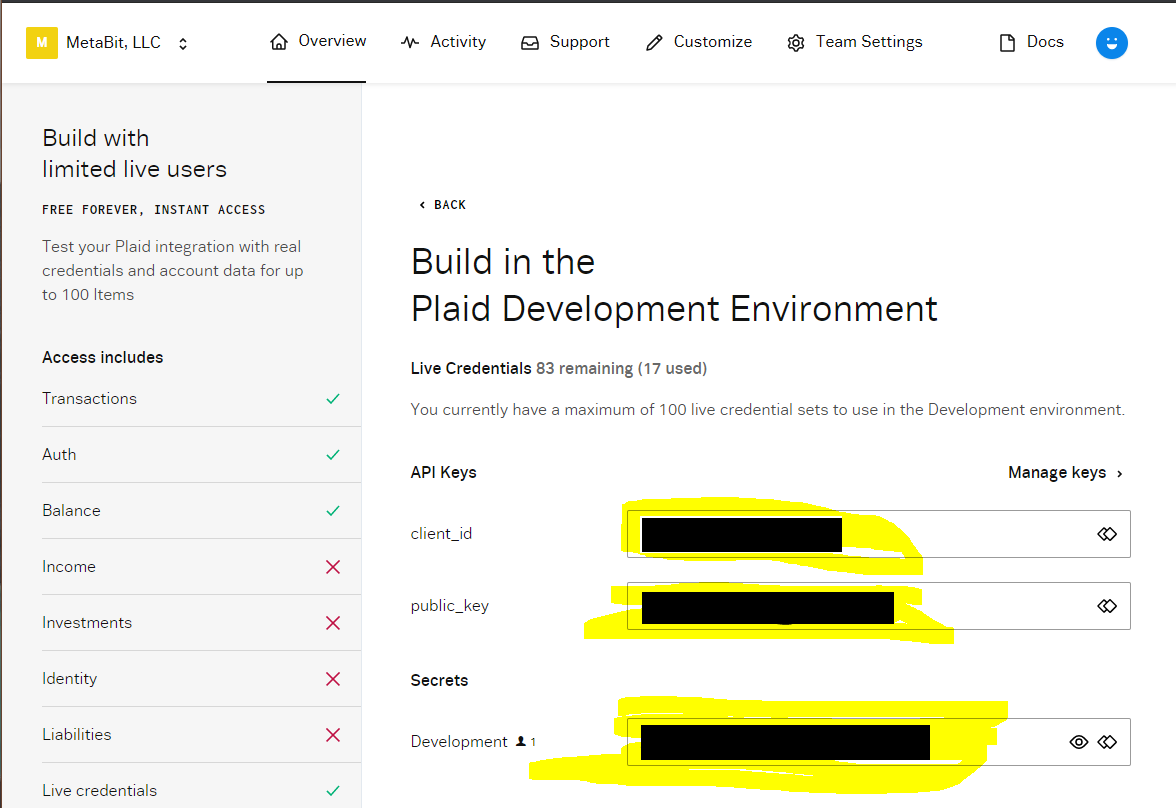 M MetaBit, LLC Overview Activity Support Customize Team Settings Docs
Build with
limited live users
FREE FOREVER, INSTANT ACCESS
Test your Plaid integration with real
credentials and account data for up
to 100 Items
Access includes
Transactions
Auth
Balance
Income
Investments
Identity
Liabilities
Live credentials
BACK
Build in the
Plaid Development Environment
Live Credentials 83 remaining (17 used)
You currently have a maximum of 100 live credential sets to use in the Development environment.
API Keys Manage keys
client_id
public_key
Secrets
Development 1